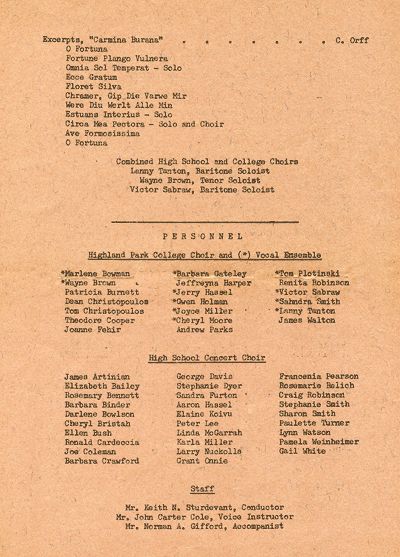 Excerpts, "Carmina Burana" . . . . . . . . C. Orff
O Fortuna
Fortune Plango Vulnera
Omnia Sol Temperat - Solo
Ecce Gratum
Floret Silva
Chramer, Gip Die Varwe Mir
Were Diu Werlt Alle Min
Estuans Interius - Solo
Circa Mea Pectora - Solo and Choir
Ave Formosissima
O Fortuna
Combined High School and College Choirs
Lanny Tanton, Baritone Soloist
Wayne Brown, Tenor Soloist
Victor Sabraw, Baritone Soloist
PERSONNEL
Highland Park College Choir and (*) Vocal Ensemble
*Marlene Bowman *Barbara Gateley *Tom Plotinski
*Wayne Brown Jeffreyna Harper Renita Robinson
Patricia Burnett *Jerry Hassel *Victor Sabraw
Dean Christopoulos *Gwen Holman *Sahndra Smith
Tom Christopoulos *Joyce Miller *Lanny Tanton
Theodore Cooper *Cheryl Moore James Walton
Joanne Fehir Andrew Parks
High School Concert Choir
James Artinian George Davis Francenia Pearson
Elizabeth Bailey Stephanie Dyer Rosemarie Relich
Rosemary Bennett Sandra Furton Craig Robinson
Barbara Binder Aaron Hassel Stephanie Smith
Darlene Bowlson Elaine Koivu Sharon Smith
Cheryl Bristah Peter Lee Paulette Turner
Ellen Bush Linda McGarrah Lynn Watson
Ronald Cardoccia Karla Miller Pamela Weinheimer
Joe Coleman Larry Nuckolls Gail White
Barbara Crawford Grant Onnie
Staff
Mr. Keith N. Sturdevant, Conductor
Mr. John Carter Cole, Voice Instructor
Mr. Norman A. Gifford, Accompanist